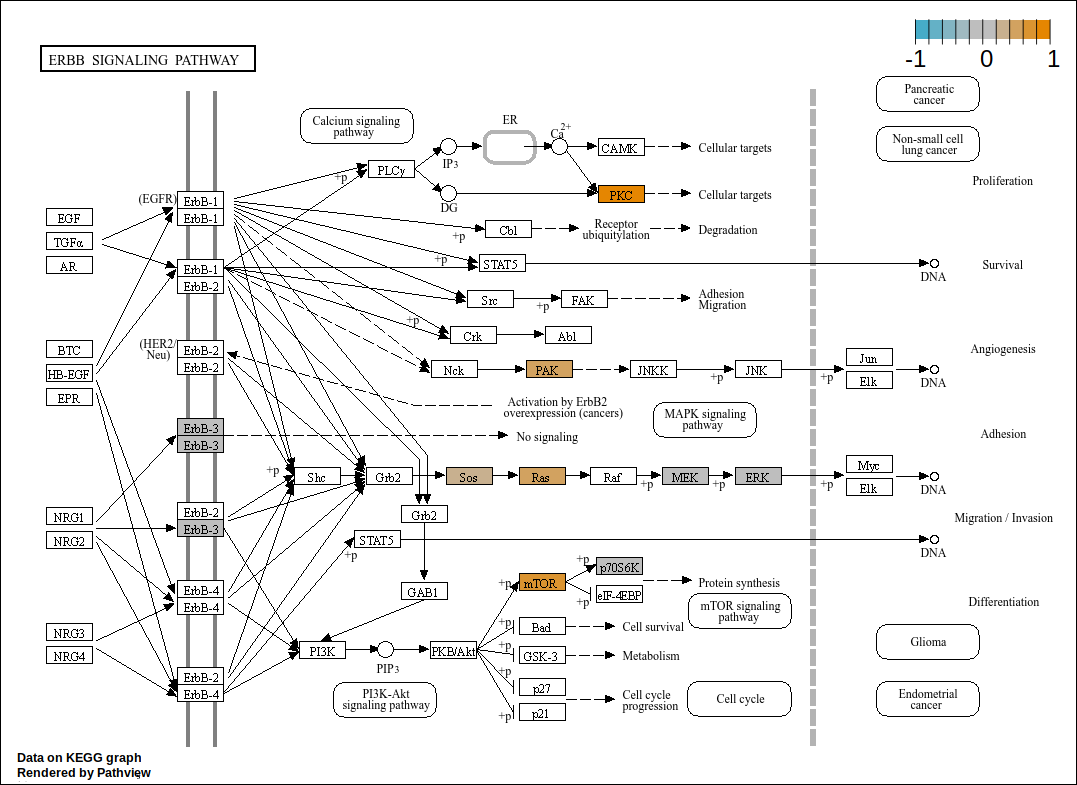 -1 0 1
ERBB SIGNALING PATHWAY
Pancreatic
cancer
Calcium signaling
pathway
ER
Ca2+
Non-small cell
lung cancer
CAMK
Cellular targets
IP3
+p
PLCγ
Proliferation
(EGFR)
ErbB-1
ErbB-1
DG
PKC
Cellular targets
EGF
TGFα
AR
+p
Cbl
Receptor
ubiquitylation
Degradation
ErbB-1
ErbB-2
+p
STAT5
DNA
Survival
Src
+p
FAK
Adhesion
Migration
+p
Crk
Abl
BTC
HB-EGF
EPR
(HER2/
Neu)
ErbB-2
ErbB-2
Nck
PAK
JNKK
+p
JNK
+p
Jun
Elk
DNA
Angiogenesis
Activation by ErbB2
overexpression (cancers)
MAPK signaling
pathway
ErbB-3
ErbB-3
No signaling
Adhesion
+p
Shc
Grb2
Sos
Ras
Raf
+p
MEK
+p
ERK
+p
Myc
Elk
DNA
NRG1
NRG2
ErbB-2
ErbB-3
Grb2
Migration / Invasion
STAT5
+p
DNA
ErbB-4
ErbB-4
GAB1
+p
mTOR
+p
p70S6K
+p
eIF-4EBP
Protein synthesis
mTOR signaling
pathway
Differentiation
NRG3
NRG4
+p
Bad
Cell survival
PI3K
PIP3
PKB/Akt
+p
GSK-3
Metabolism
Glioma
ErbB-2
ErbB-4
PI3K-Akt
signaling pathway
+p
p27
+p
p21
Cell cycle
progression
Cell cycle
Endometrial
cancer
Data on KEGG graph
Rendered by Pathview